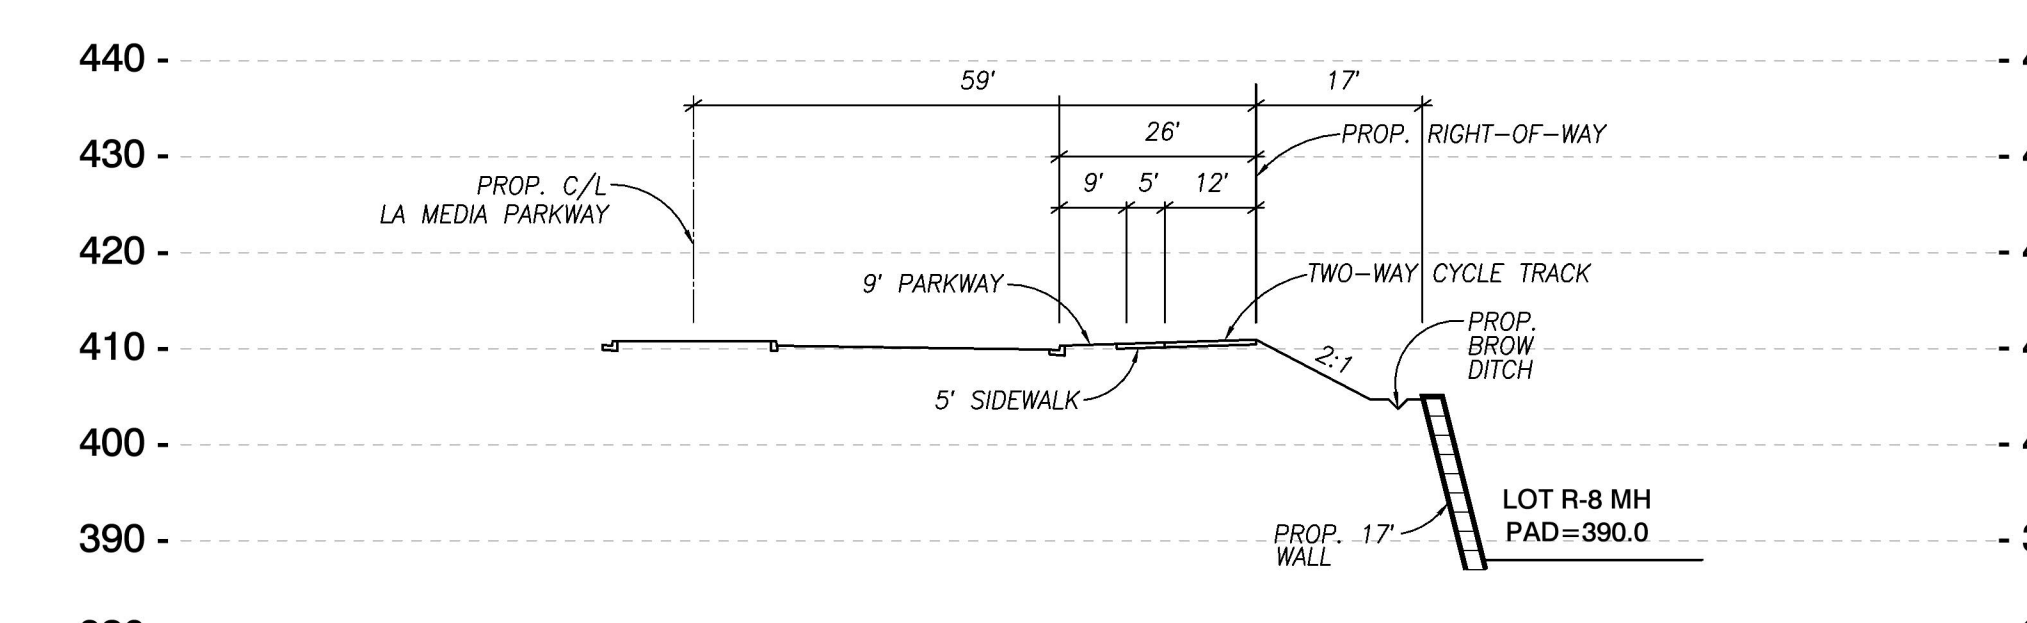 440 -
59'
17'
26'
PROP. RIGHT-OF-WAY
430 -
9' 5' 12'
PROP. C/L
LA MEDIA PARKWAY
420 -
9' PARKWAY
TWO-WAY CYCLE TRACK
410 -
2:1
PROP.
BROW
DITCH
5' SIDEWALK
400 -
LOT R-8 MH
PAD=390.0
390 -
PROP. 17'
WALL